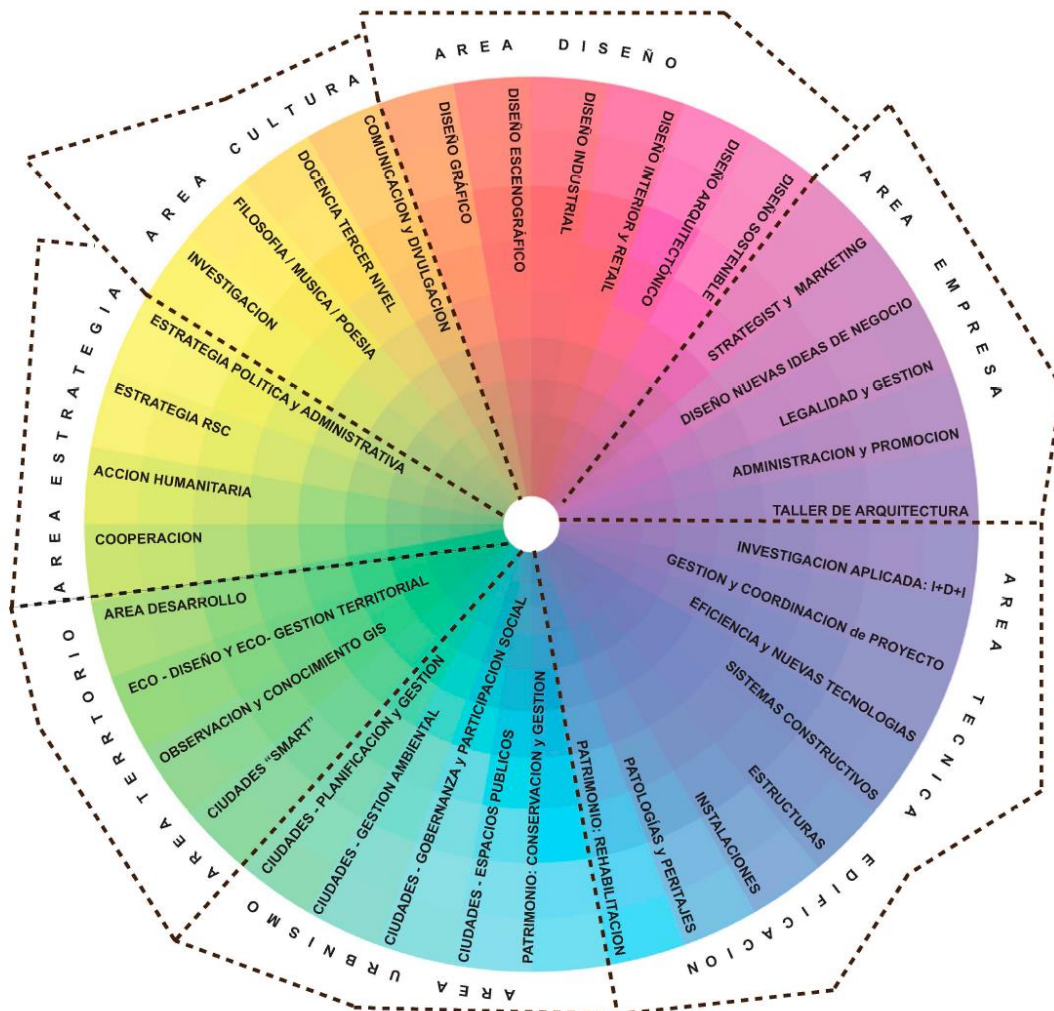 AREA DISEÑO
DISEÑO GRÁFICO
DISEÑO ESCENOGRÁFICO
DISEÑO INDUSTRIAL
DISEÑO INTERIOR y RETAIL
DISEÑO ARQUITECTÓNICO
DISEÑO SOSTENIBLE
AREA EMPRESA
STRATEGIST y MARKETING
DISEÑO NUEVAS IDEAS DE NEGOCIO
LEGALIDAD y GESTION
ADMINISTRACION y PROMOCION
TALLER DE ARQUITECTURA
AREA TECNICA EDIFICACION
INVESTIGACION APLICADA: I+D+I
GESTION y COORDINACION de PROYECTO
EFICIENCIA y NUEVAS TECNOLOGIAS
SISTEMAS CONSTRUCTIVOS
ESTRUCTURAS
INSTALACIONES
PATOLOGÍAS y PERITAJES
PATRIMONIO: REHABILITACION
AREA URBNISMO
PATRIMONIO: CONSERVACION y GESTION
CIUDADES - ESPACIOS PUBLICOS
CIUDADES - GOBERNANZA y PARTICIPACION SOCIAL
CIUDADES - GESTION AMBIENTAL
CIUDADES - PLANIFICACION y GESTION
AREA TERRTORIO
CIUDADES "SMART"
OBSERVACION y CONOCIMIENTO GIS
ECO - DISEÑO Y ECO- GESTION TERRITORIAL
AREA DESARROLLO
AREA ESTRATEGIA
COOPERACION
ACCION HUMANITARIA
ESTRATEGIA RSC
ESTRATEGIA POLITICA y ADMINISTRATIVA
AREA CULTURA
INVESTIGACION
FILOSOFIA / MUSICA / POESIA
DOCENCIA TERCER NIVEL
COMUNICACION y DIVULGACION